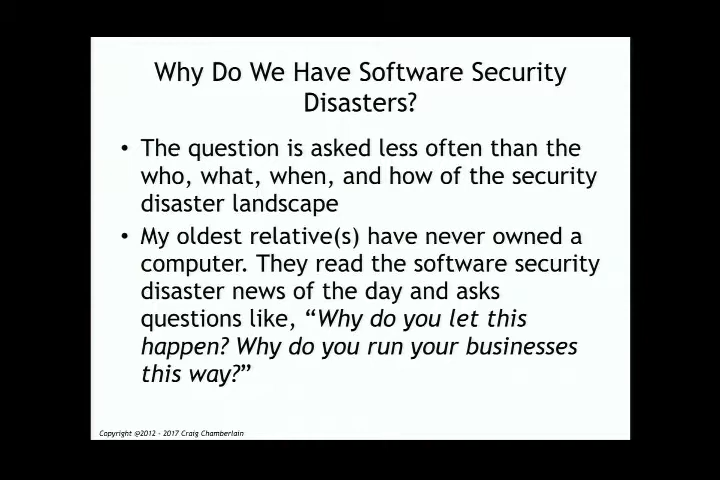 Why Do We Have Software Security
Disasters?
• The question is asked less often than the
who, what, when, and how of the security
disaster landscape
• My oldest relative(s) have never owned a
computer. They read the software security
disaster news of the day and asks
questions like, “Why do you let this
happen? Why do you run your businesses
this way?”
Copyright @2012 - 2017 Craig Chamberlain